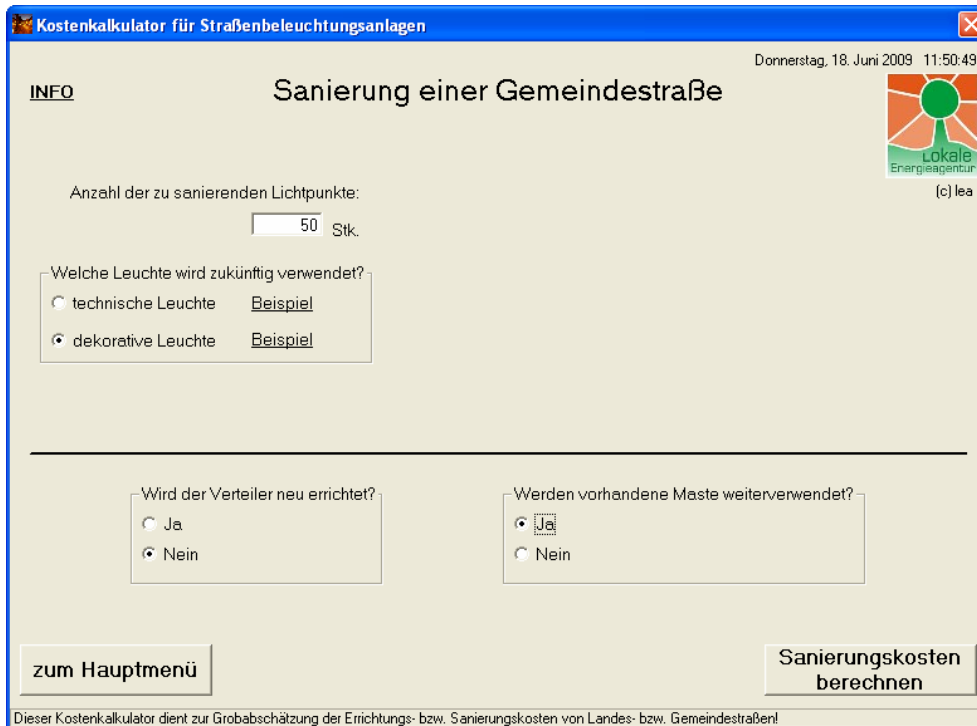 Kostenkalkulator für Straßenbeleuchtungsanlagen
Donnerstag, 18. Juni 2009 11:50:49
INFO
Sanierung einer Gemeindestraße
Lokale
Energieagentur
(c) lea
Anzahl der zu sanierenden Lichtpunkte:
50 Stk.
Welche Leuchte wird zukünftig verwendet?
technische Leuchte Beispiel
dekorative Leuchte Beispiel
Wird der Verteiler neu errichtet?
Ja
Nein
Werden vorhandene Maste weiterverwendet?
Ja
Nein
zum Hauptmenü
Sanierungskosten
berechnen
Dieser Kostenkalkulator dient zur Grobabschätzung der Errichtungs- bzw. Sanierungskosten von Landes- bzw. Gemeindestraßen!